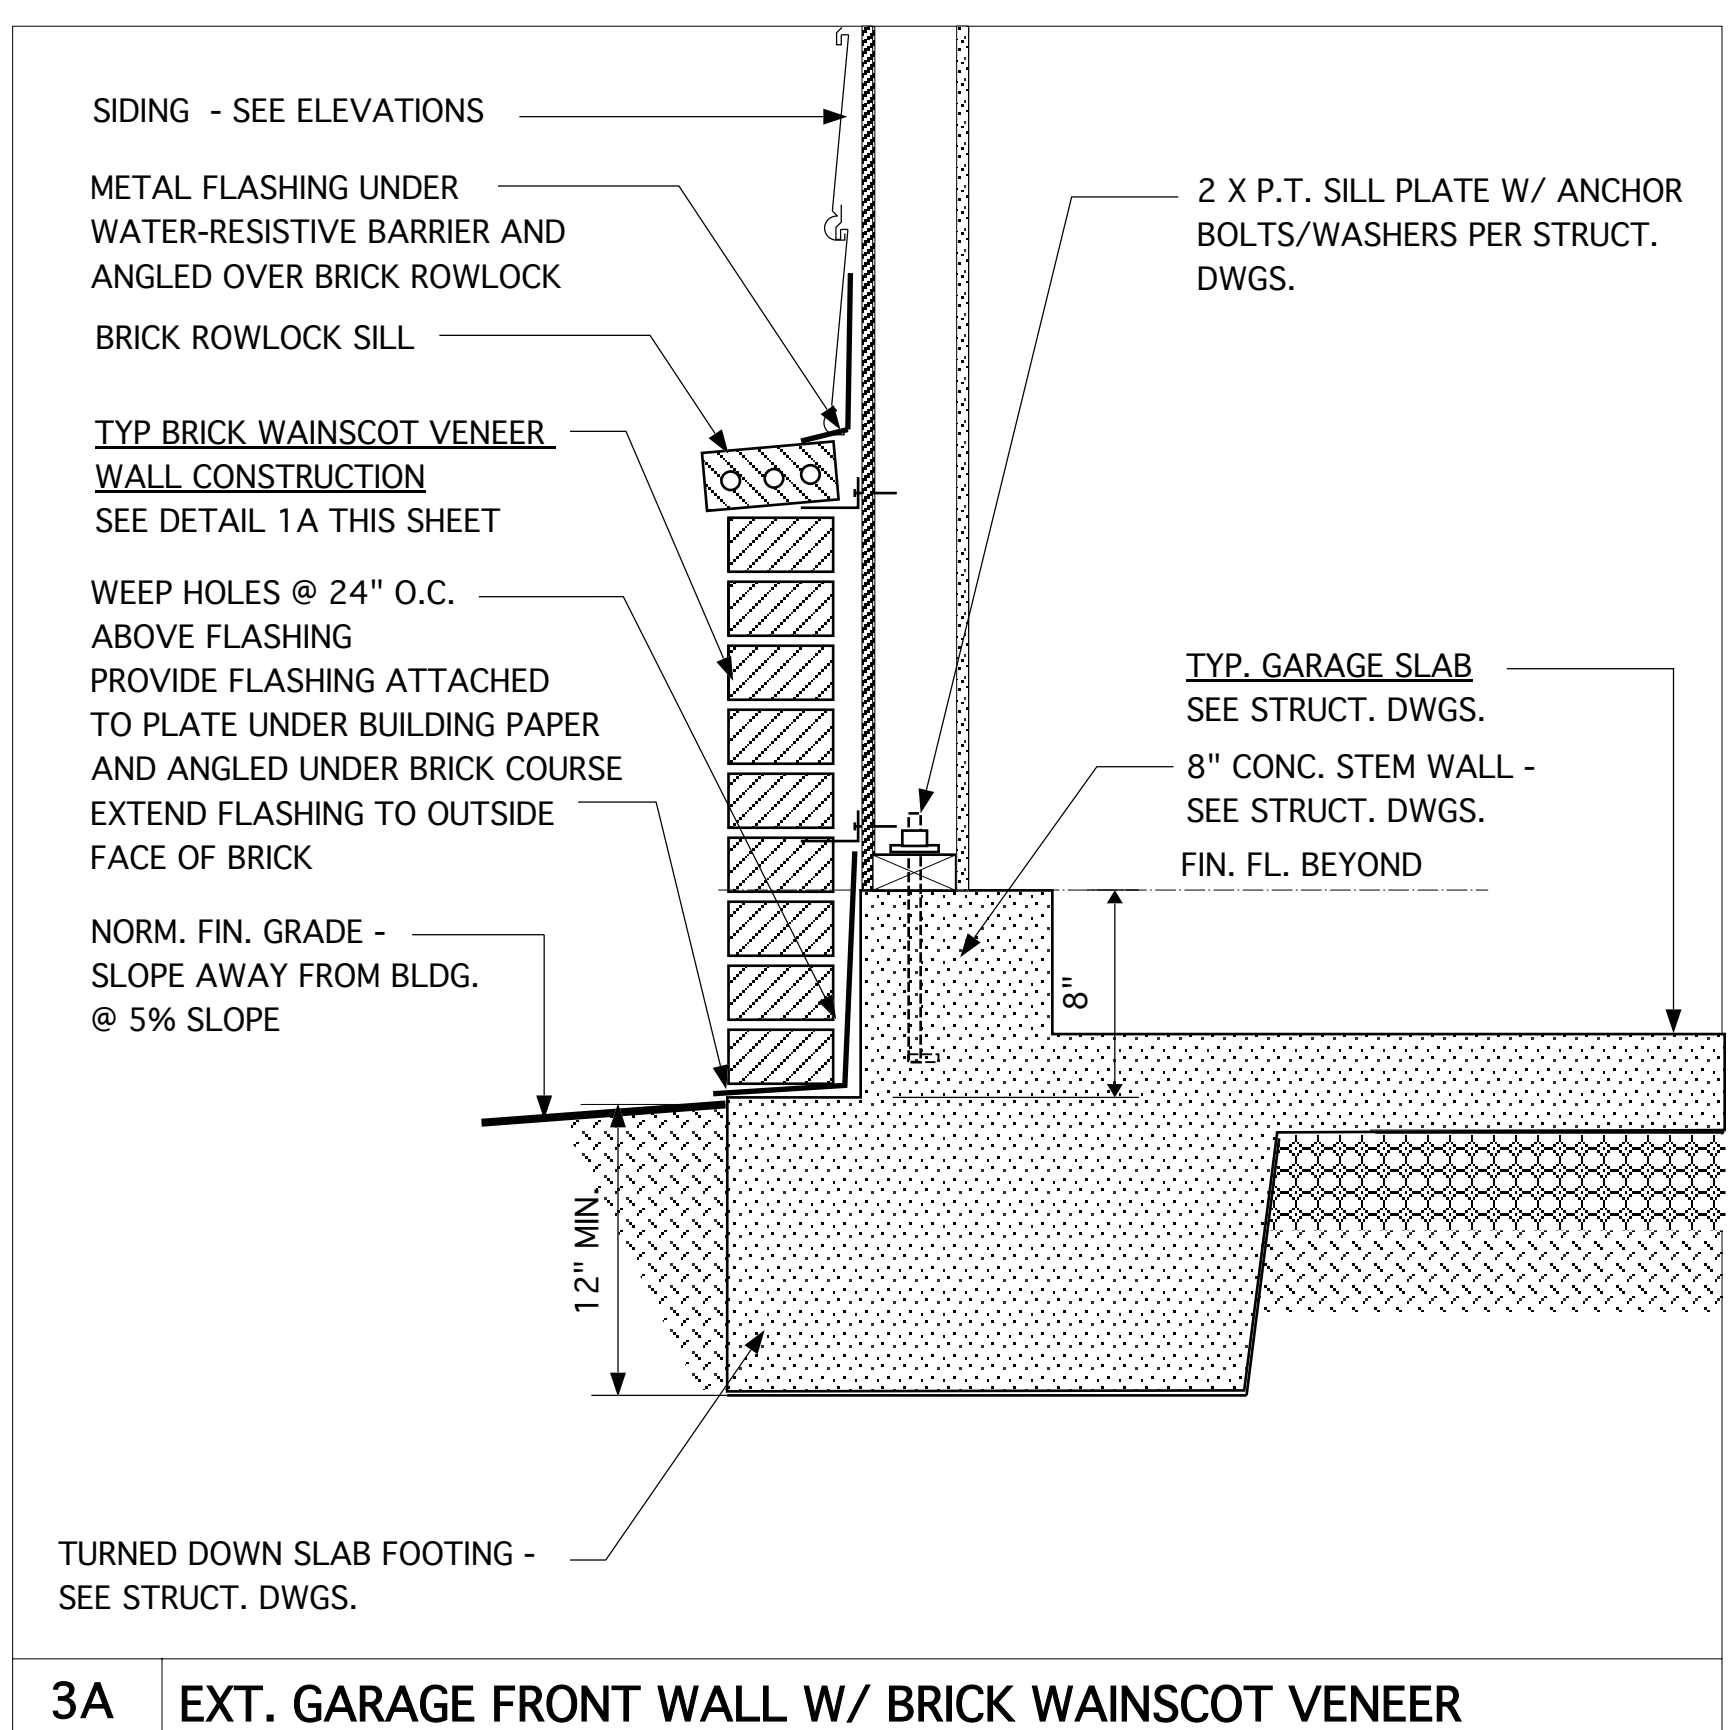 SIDING - SEE ELEVATIONS
METAL FLASHING UNDER
WATER-RESISTIVE BARRIER AND
ANGLED OVER BRICK ROWLOCK
BRICK ROWLOCK SILL
TYP BRICK WAINSCOT VENEER
WALL CONSTRUCTION
SEE DETAIL 1A THIS SHEET
WEEP HOLES @ 24" O.C.
ABOVE FLASHING
PROVIDE FLASHING ATTACHED
TO PLATE UNDER BUILDING PAPER
AND ANGLED UNDER BRICK COURSE
EXTEND FLASHING TO OUTSIDE
FACE OF BRICK
NORM. FIN. GRADE -
SLOPE AWAY FROM BLDG.
@ 5% SLOPE
2 X P.T. SILL PLATE W/ ANCHOR
BOLTS/WASHERS PER STRUCT.
DWGS.
TYP. GARAGE SLAB
SEE STRUCT. DWGS.
8" CONC. STEM WALL -
SEE STRUCT. DWGS.
FIN. FL. BEYOND
8"
12" MIN.
TURNED DOWN SLAB FOOTING -
SEE STRUCT. DWGS.
3A EXT. GARAGE FRONT WALL W/ BRICK WAINSCOT VENEER